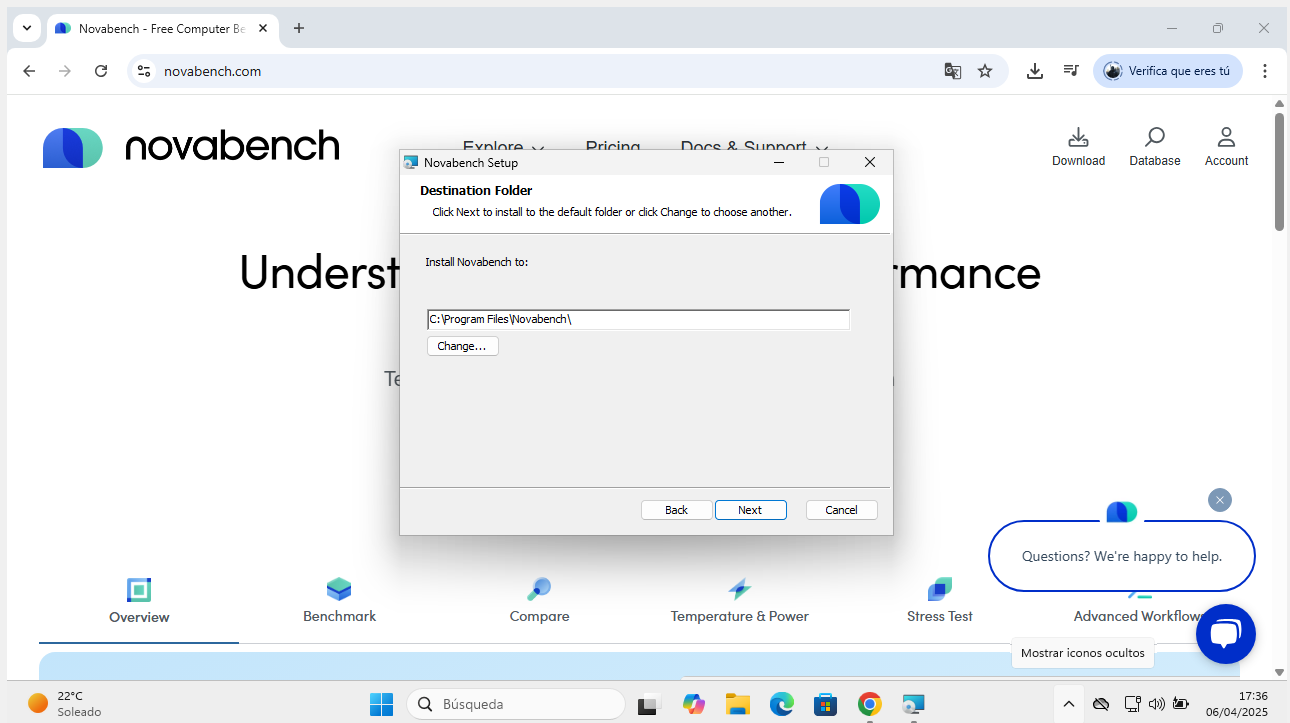 Novabench - Free Computer Be
novabench.com
Verifica que eres tú
novabench
Explore
Pricing
Docs & Support
Download
Database
Account
Novabench Setup
Destination Folder
Click Next to install to the default folder or click Change to choose another.
Underst
rmance
Install Novabench to:
C:\Program Files\Novabench\
Change...
Te
Back
Next
Cancel
Questions? We're happy to help.
Overview
Benchmark
Compare
Temperature & Power
Stress Test
Advanced Workflow
Mostrar iconos ocultos
22°C
Soleado
Búsqueda
17:36
06/04/2025